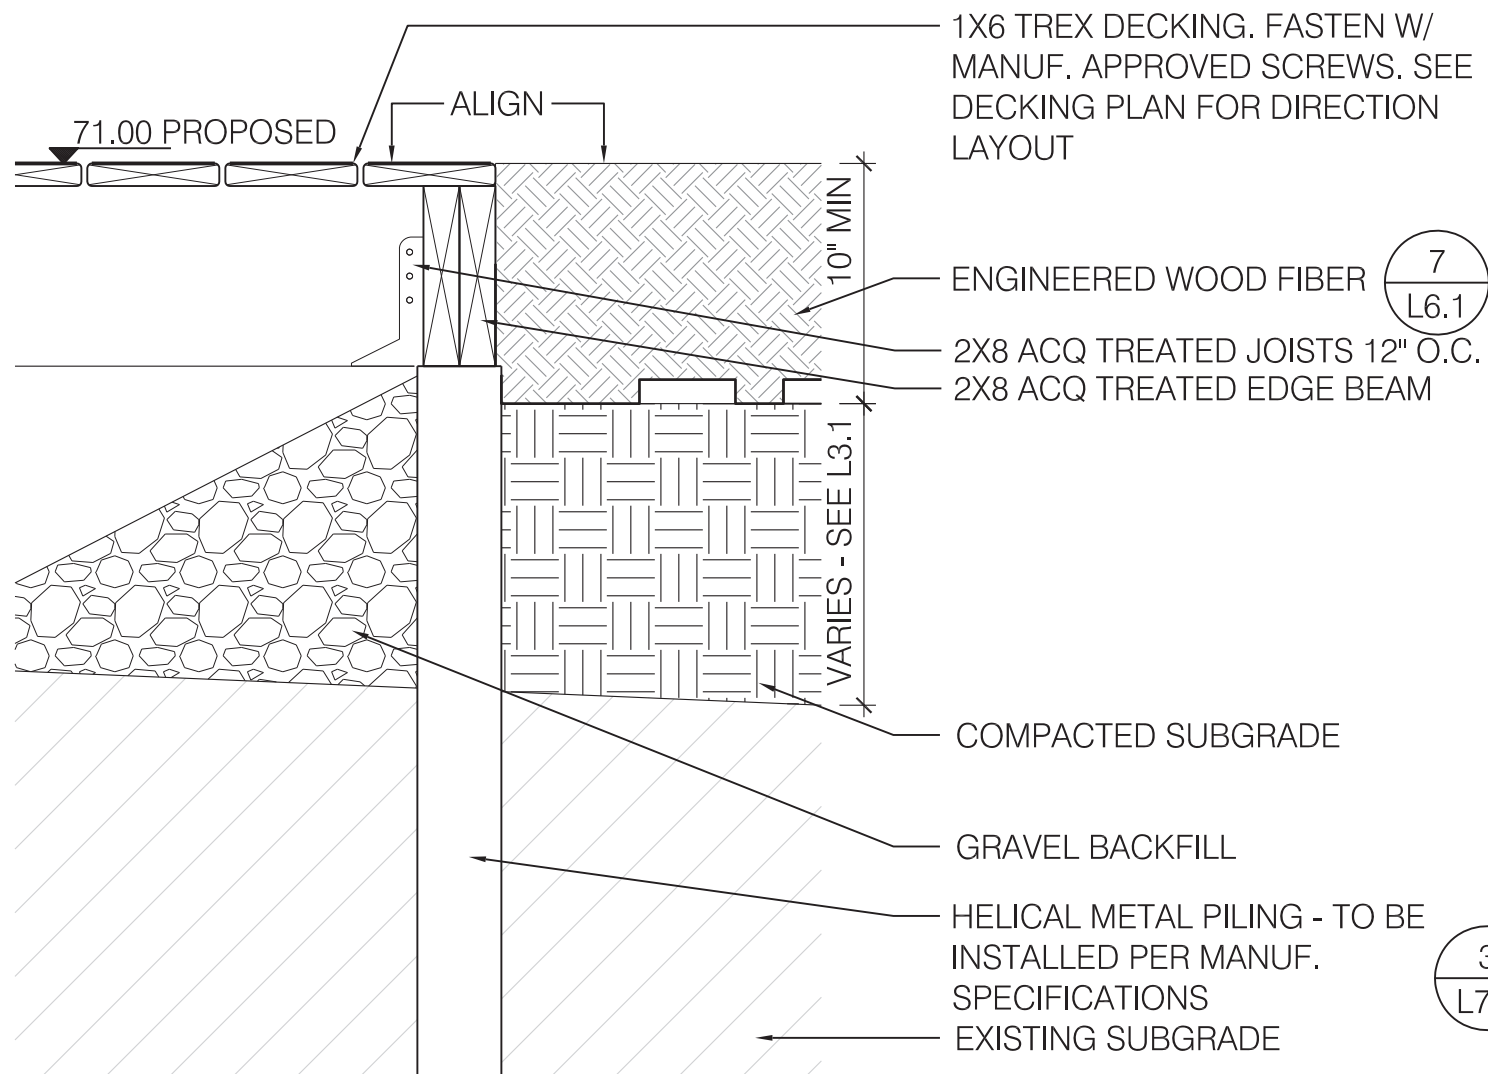 1X6 TREX DECKING. FASTEN W/
MANUF. APPROVED SCREWS. SEE
DECKING PLAN FOR DIRECTION
LAYOUT
ALIGN
71.00 PROPOSED
10" MIN
ENGINEERED WOOD FIBER
7
L6.1
2X8 ACQ TREATED JOISTS 12" O.C.
2X8 ACQ TREATED EDGE BEAM
VARIES - SEE L3.1
COMPACTED SUBGRADE
GRAVEL BACKFILL
HELICAL METAL PILING - TO BE
INSTALLED PER MANUF.
SPECIFICATIONS
3
L7
EXISTING SUBGRADE